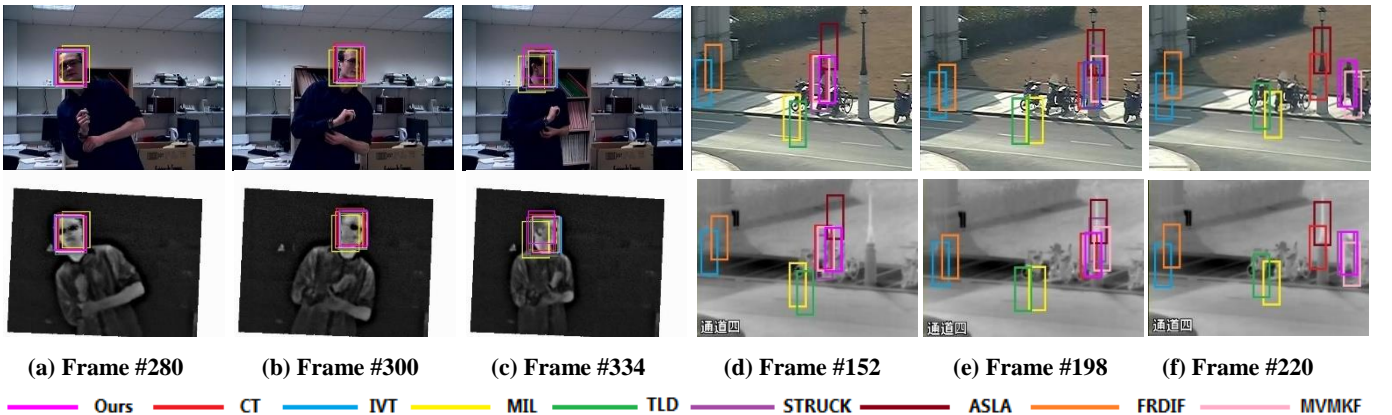 通道四
通道四
通道四
(a) Frame #280
(b) Frame #300
(c) Frame #334
(d) Frame #152
(e) Frame #198
(f) Frame #220
Ours
CT
IVT
MIL
TLD
STRUCK
ASLA
FRDIF
MVMKF